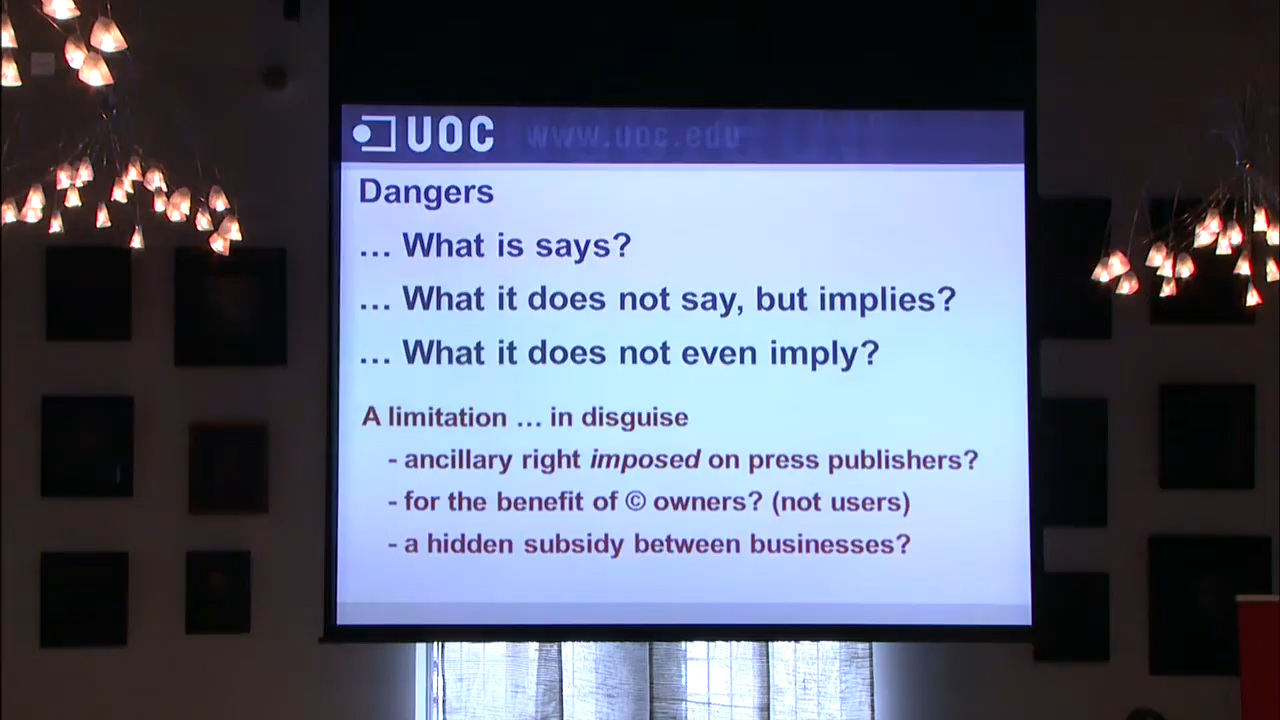 UOC www.uoc.edu
Dangers
… What is says?
… What it does not say, but implies?
… What it does not even imply?
A limitation … in disguise
- ancillary right imposed on press publishers?
- for the benefit of © owners? (not users)
- a hidden subsidy between businesses?